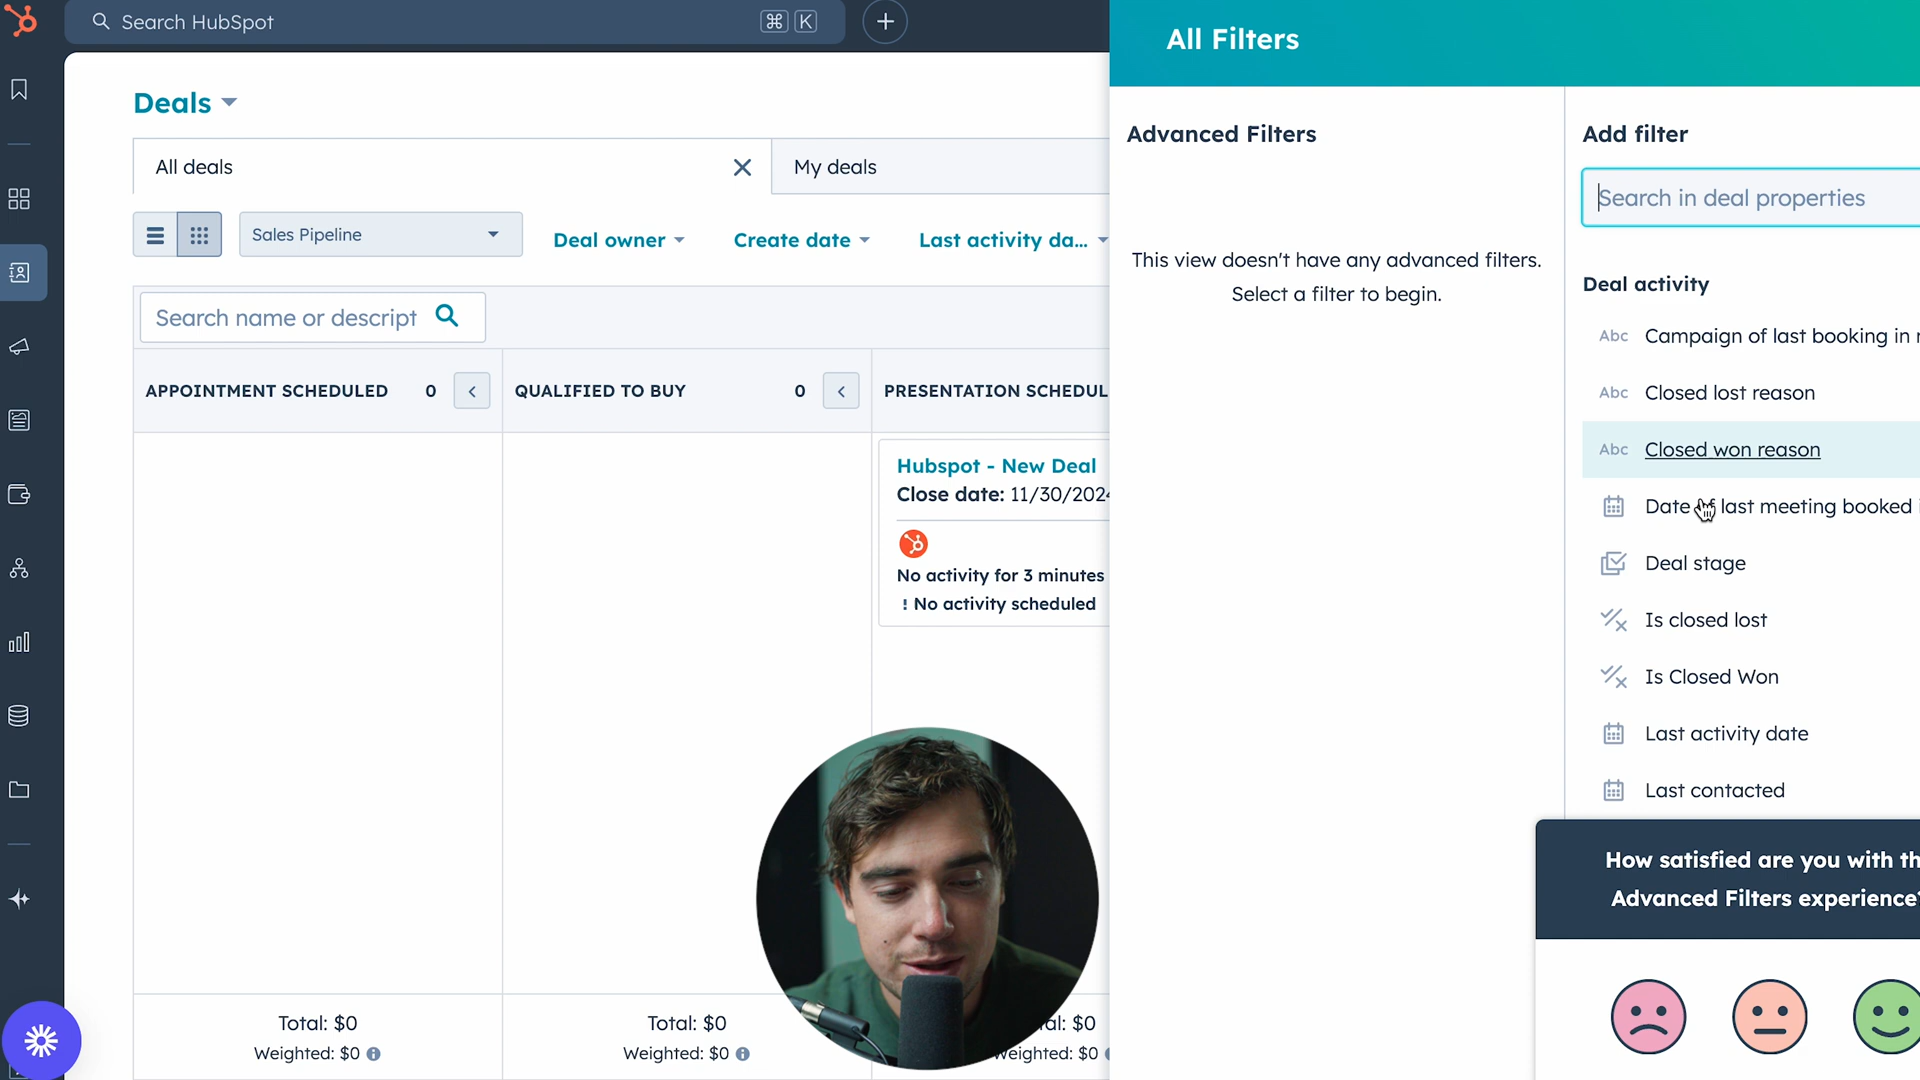 Search HubSpot
⌘ K
All Filters
Deals
Advanced Filters
Add filter
All deals
My deals
Search in deal properties
Sales Pipeline
Deal owner
Create date
Last activity da...
This view doesn't have any advanced filters.
Select a filter to begin.
Deal activity
Search name or descript
Abc Campaign of last booking in
APPOINTMENT SCHEDULED 0
QUALIFIED TO BUY 0
PRESENTATION SCHEDUL
Abc Closed lost reason
Abc Closed won reason
Hubspot - New Deal
Close date: 11/30/2024
Date of last meeting booked
No activity for 3 minutes
! No activity scheduled
Deal stage
Is closed lost
Is Closed Won
Last activity date
Last contacted
How satisfied are you with th
Advanced Filters experience?
Total: $0
Weighted: $0
Total: $0
Weighted: $0
al: $0
Weighted: $0